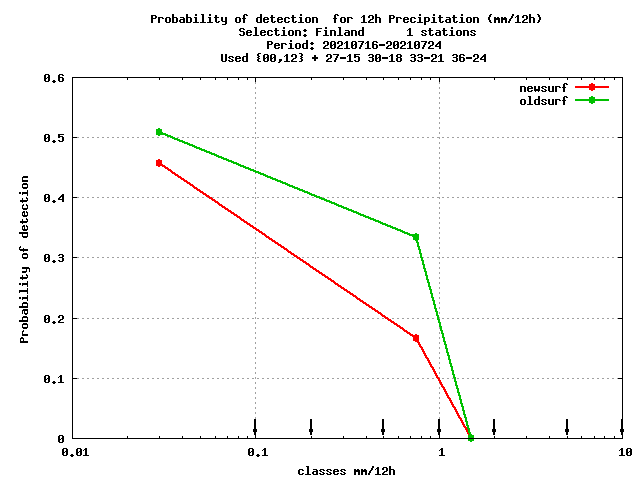 Probability of detection  for 12h Precipitation (mm/12h)
Selection: Finland      1 stations
Period: 20210716-20210724
Used {00,12} + 27-15 30-18 33-21 36-24
newsurf
oldsurf
Probability of detection
0.6
0.5
0.4
0.3
0.2
0.1
0
0.01
0.1
1
10
classes mm/12h